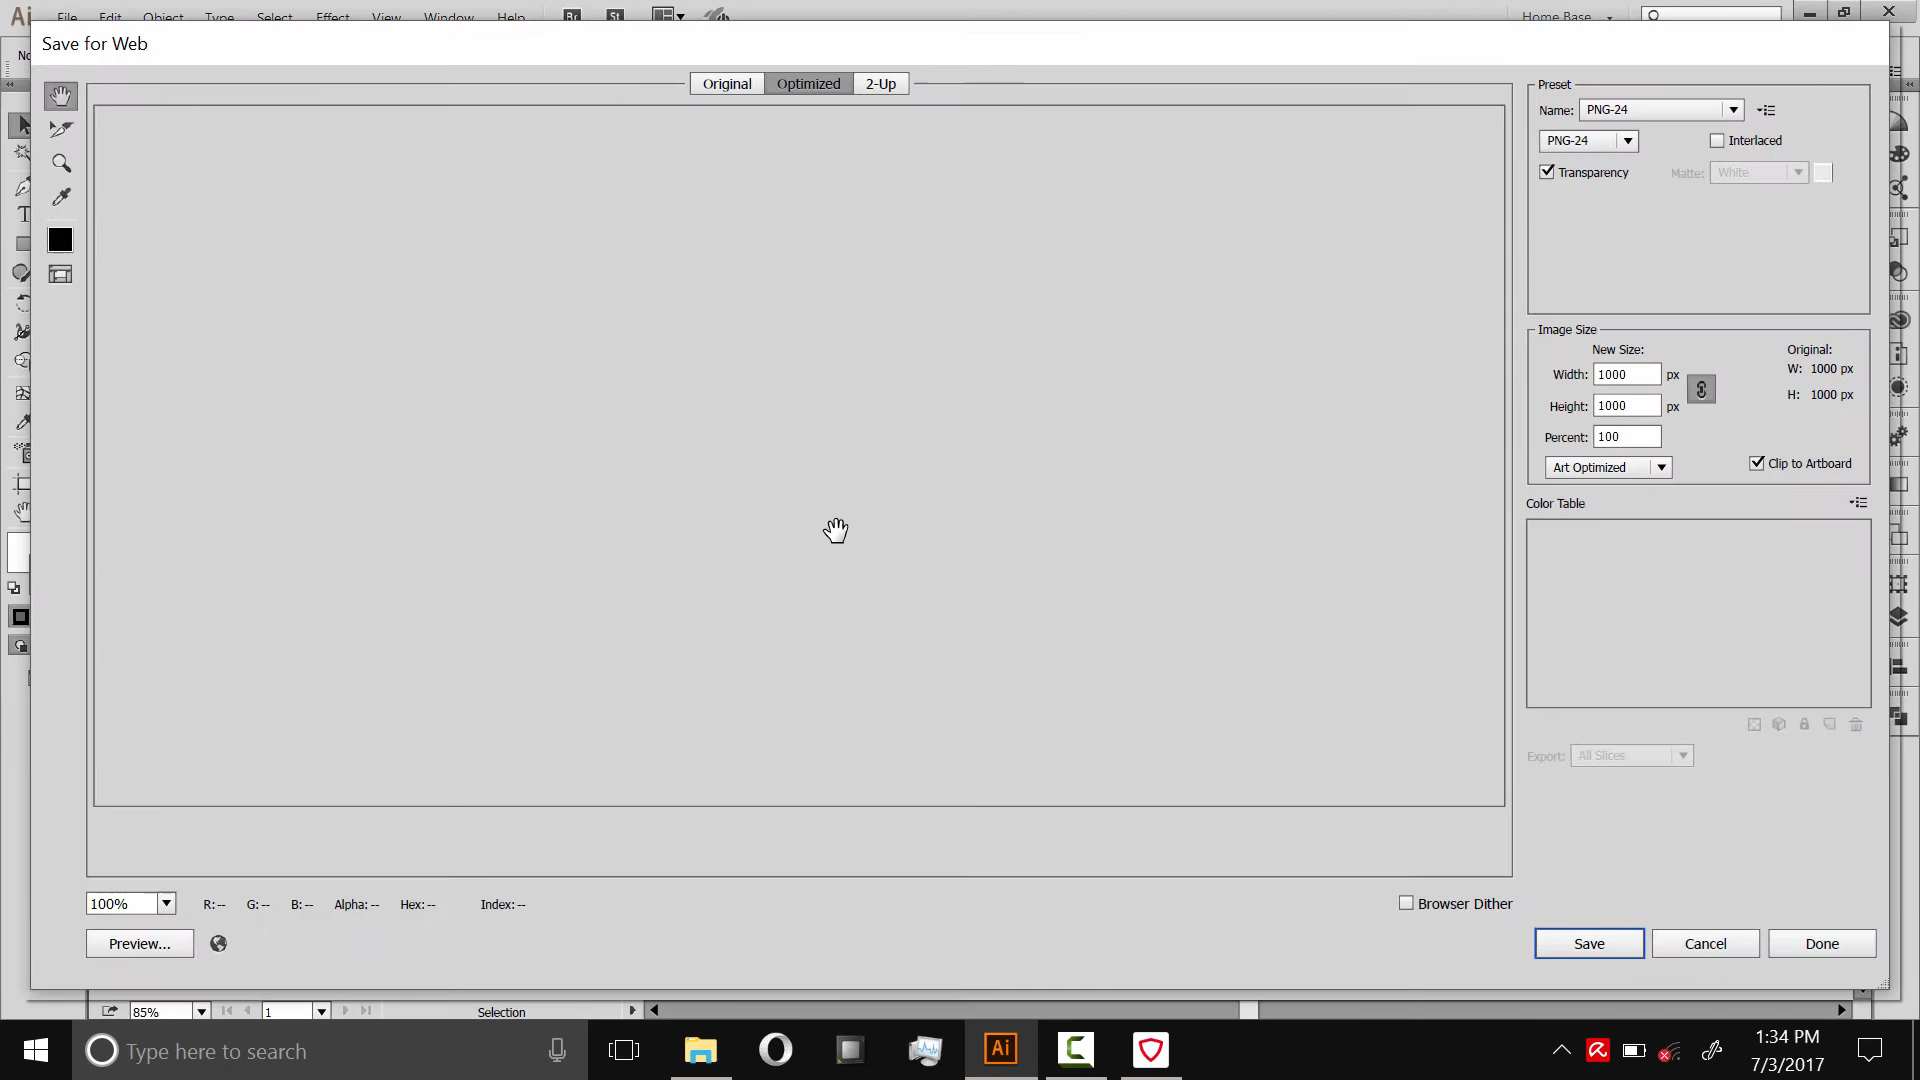 Ai File Edit Object Type Select Effect View Window Help Br St Home Base
Save for Web
Original Optimized 2-Up
Preset
Name: PNG-24
PNG-24 Interlaced
Transparency Matte: White
Image Size
New Size: Original:
Width: 1000 px W: 1000 px
Height: 1000 px H: 1000 px
Percent: 100
Art Optimized Clip to Artboard
Color Table
Export: All Slices
100% R: -- G: -- B: -- Alpha: -- Hex: -- Index: -- Browser Dither
Preview... Save Cancel Done
85% 1 Selection
Type here to search Ai 1:34 PM
7/3/2017